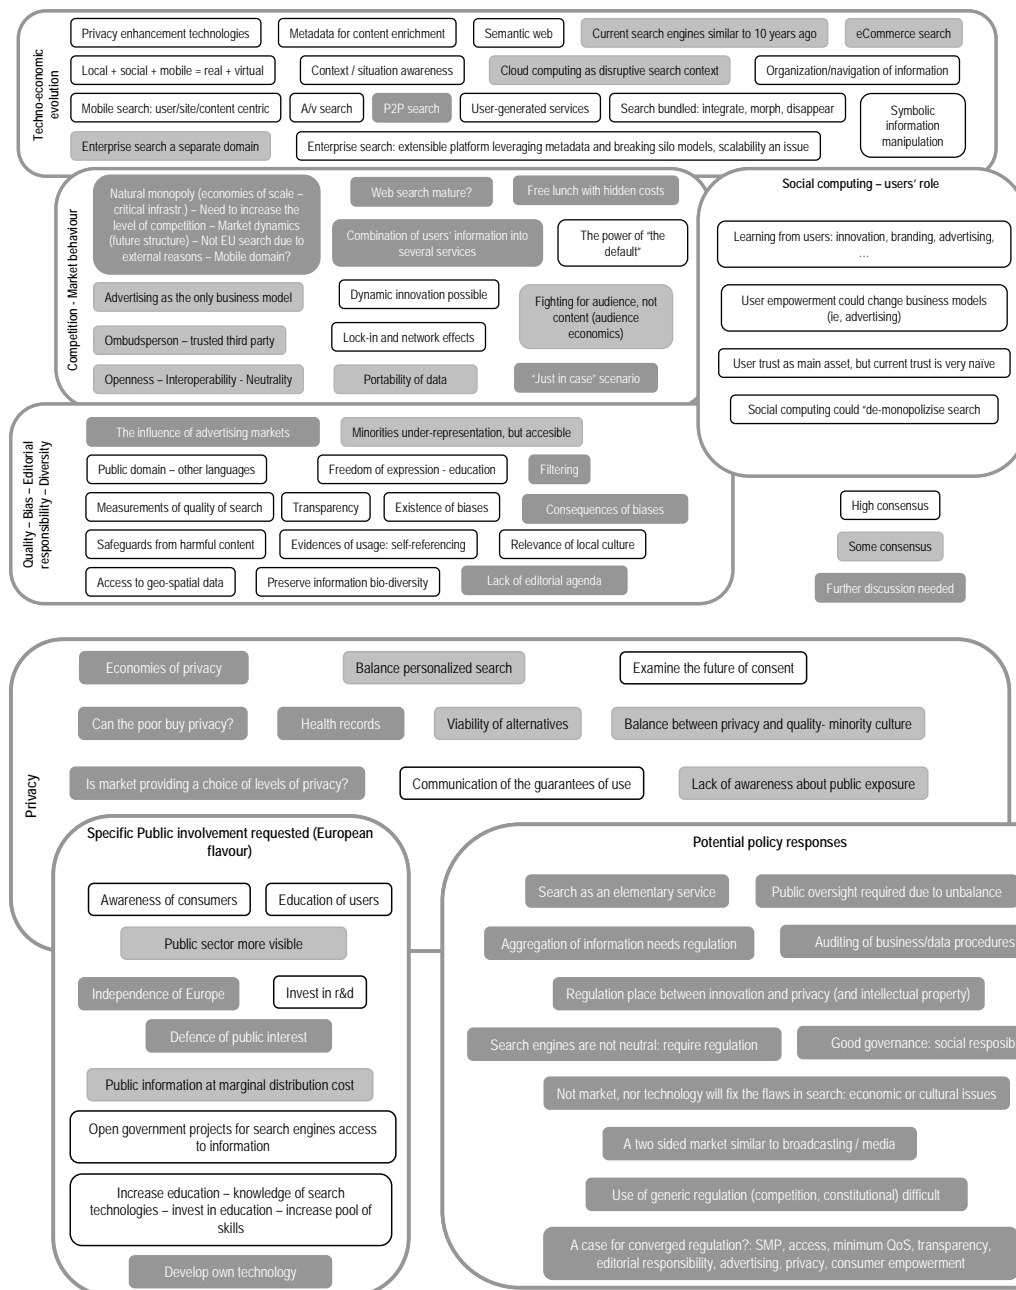 Techno-economic
evolution
Privacy enhancement technologies
Metadata for content enrichment
Semantic web
Current search engines similar to 10 years ago
eCommerce search
Local + social + mobile = real + virtual
Context / situation awareness
Cloud computing as disruptive search context
Organization/navigation of information
Mobile search: user/site/content centric
A/v search
P2P search
User-generated services
Search bundled: integrate, morph, disappear
Symbolic
information
manipulation
Enterprise search a separate domain
Enterprise search: extensible platform leveraging metadata and breaking silo models, scalability an issue
Competition - Market behaviour
Natural monopoly (economies of scale –
critical infrastr.) – Need to increase the
level of competition – Market dynamics
(future structure) – Not EU search due to
external reasons – Mobile domain?
Web search mature?
Free lunch with hidden costs
Combination of users' information into
several services
The power of "the
default"
Advertising as the only business model
Dynamic innovation possible
Fighting for audience, not
content (audience
economics)
Ombudsperson – trusted third party
Lock-in and network effects
Openness – Interoperability - Neutrality
Portability of data
"Just in case" scenario
Social computing – users' role
Learning from users: innovation, branding, advertising,
…
User empowerment could change business models
(ie, advertising)
User trust as main asset, but current trust is very naïve
Social computing could "de-monopolizise search
Quality – Bias – Editorial
responsibility – Diversity
The influence of advertising markets
Minorities under-representation, but accesible
Public domain – other languages
Freedom of expression - education
Filtering
Measurements of quality of search
Transparency
Existence of biases
Consequences of biases
Safeguards from harmful content
Evidences of usage: self-referencing
Relevance of local culture
Access to geo-spatial data
Preserve information bio-diversity
Lack of editorial agenda
High consensus
Some consensus
Further discussion needed
Privacy
Economies of privacy
Balance personalized search
Examine the future of consent
Can the poor buy privacy?
Health records
Viability of alternatives
Balance between privacy and quality- minority culture
Is market providing a choice of levels of privacy?
Communication of the guarantees of use
Lack of awareness about public exposure
Specific Public involvement requested (European
flavour)
Awareness of consumers
Education of users
Public sector more visible
Independence of Europe
Invest in r&d
Defence of public interest
Public information at marginal distribution cost
Open government projects for search engines access
to information
Increase education – knowledge of search
technologies – invest in education – increase pool of
skills
Develop own technology
Potential policy responses
Search as an elementary service
Public oversight required due to unbalance
Aggregation of information needs regulation
Auditing of business/data procedures
Regulation place between innovation and privacy (and intellectual property)
Search engines are not neutral: require regulation
Good governance: social resposib
Not market, nor technology will fix the flaws in search: economic or cultural issues
A two sided market similar to broadcasting / media
Use of generic regulation (competition, constitutional) difficult
A case for converged regulation?: SMP, access, minimum QoS, transparency,
editorial responsibility, advertising, privacy, consumer empowerment